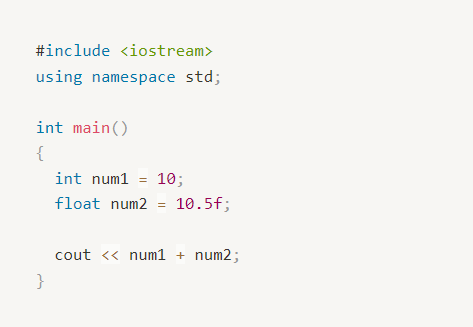 #include <iostream>
using namespace std;
int main()
{
int num1 = 10;
float num2 = 10.5f;
cout << num1 + num2;
}